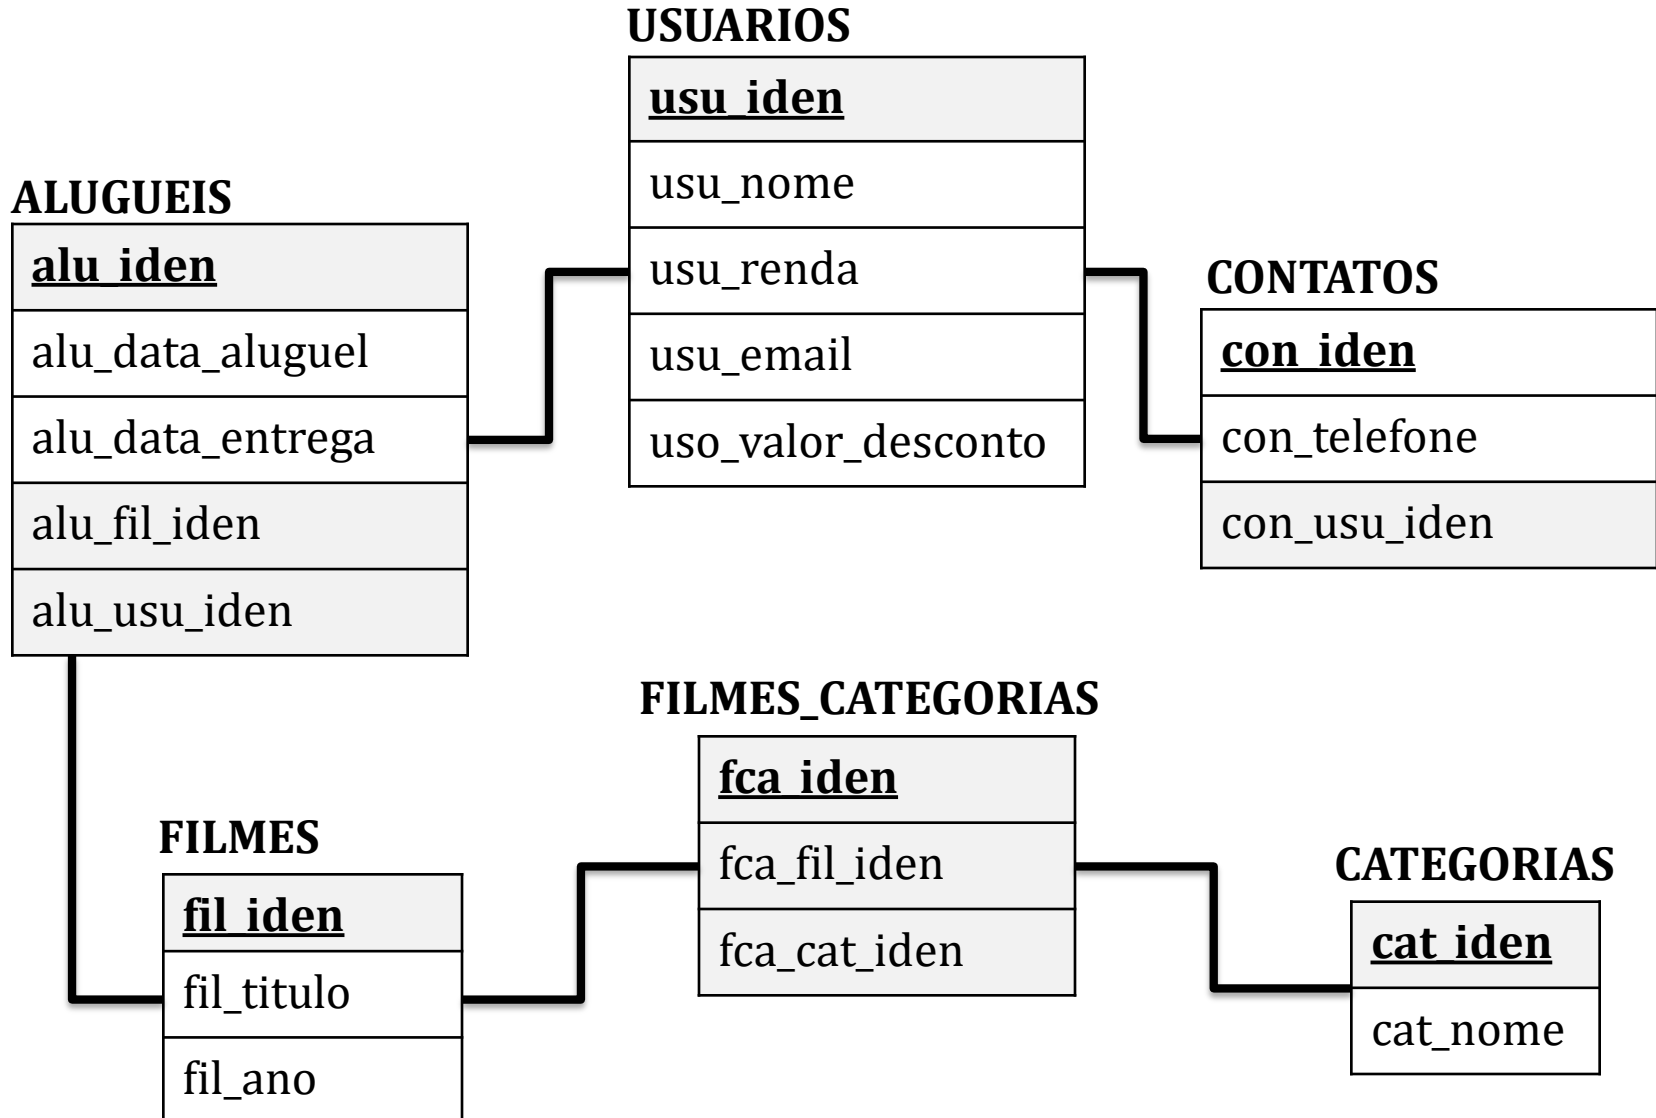 USUARIOS
usu_iden
usu_nome
usu_renda
usu_email
uso_valor_desconto
ALUGUEIS
alu_iden
alu_data_aluguel
alu_data_entrega
alu_fil_iden
alu_usu_iden
CONTATOS
con_iden
con_telefone
con_usu_iden
FILMES_CATEGORIAS
fca_iden
fca_fil_iden
fca_cat_iden
FILMES
fil_iden
fil_titulo
fil_ano
CATEGORIAS
cat_iden
cat_nome